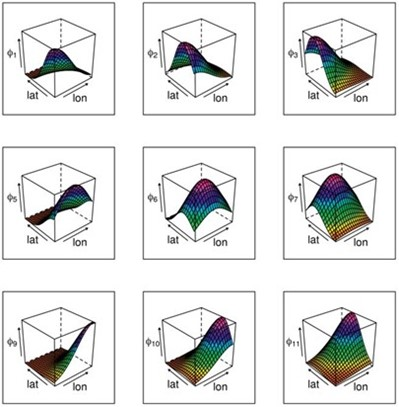 ϕ1 lat lon
ϕ2 lat lon
ϕ3 lat lon
ϕ5 lat lon
ϕ6 lat lon
ϕ7 lat lon
ϕ9 lat lon
ϕ10 lat lon
ϕ11 lat lon